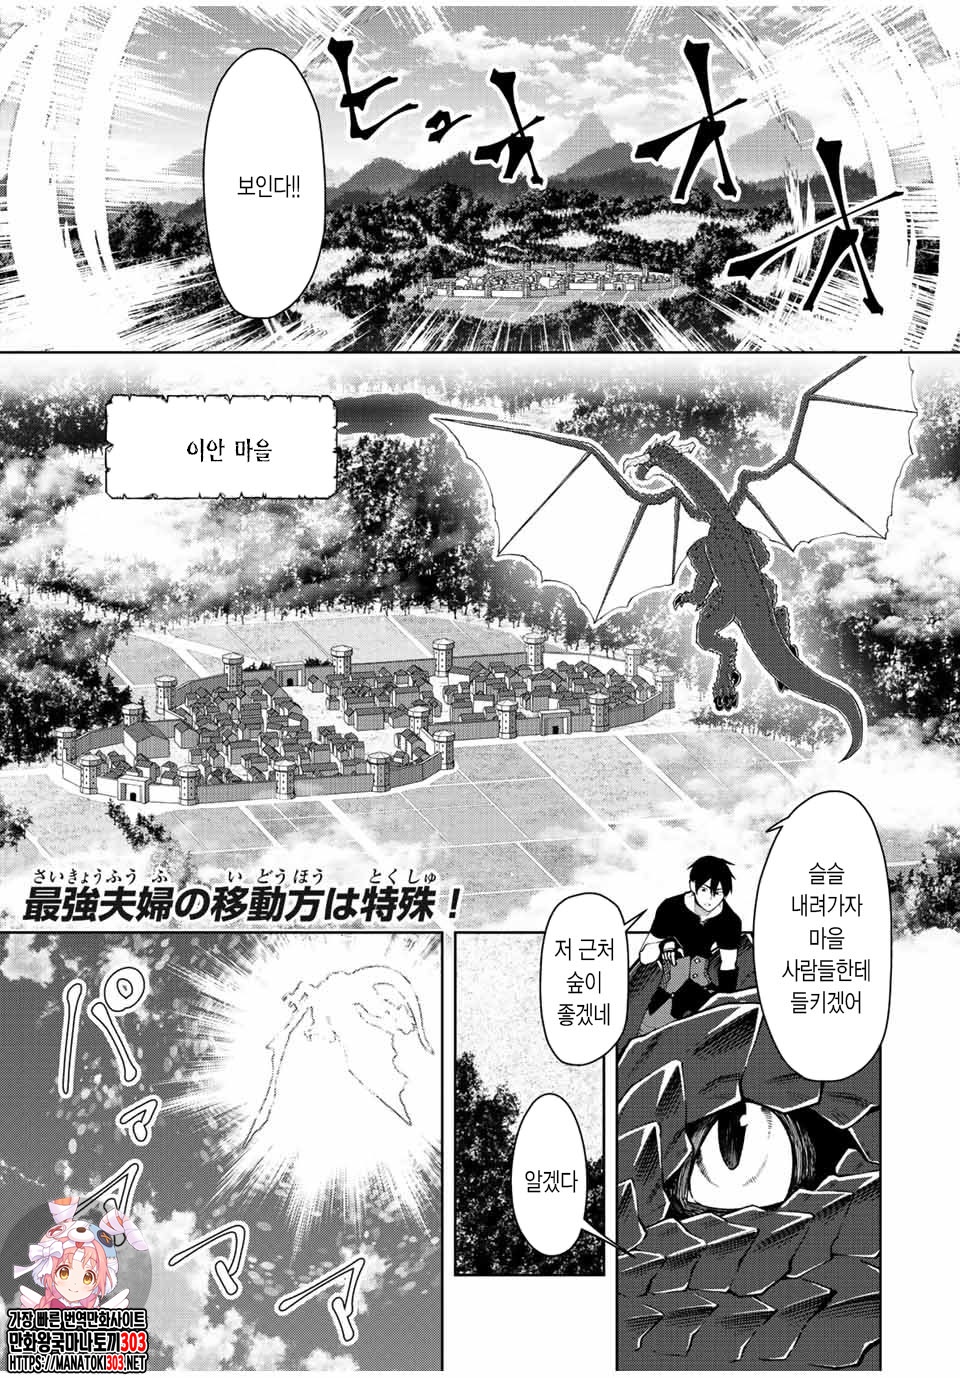 ヒュオオオ
보인다!!
이안 마을
さいきょうふうふ いどうほう とくしゅ
最強夫婦の移動方は特殊！
슬슬
내려가자
마을
사람들한테
들키겠어
저 근처
숲이
좋겠네
알겠다
パァァァァ
가장 빠른 번역만화사이트
만화왕국마나토끼303
HTTPS://MANATOKI303.NET